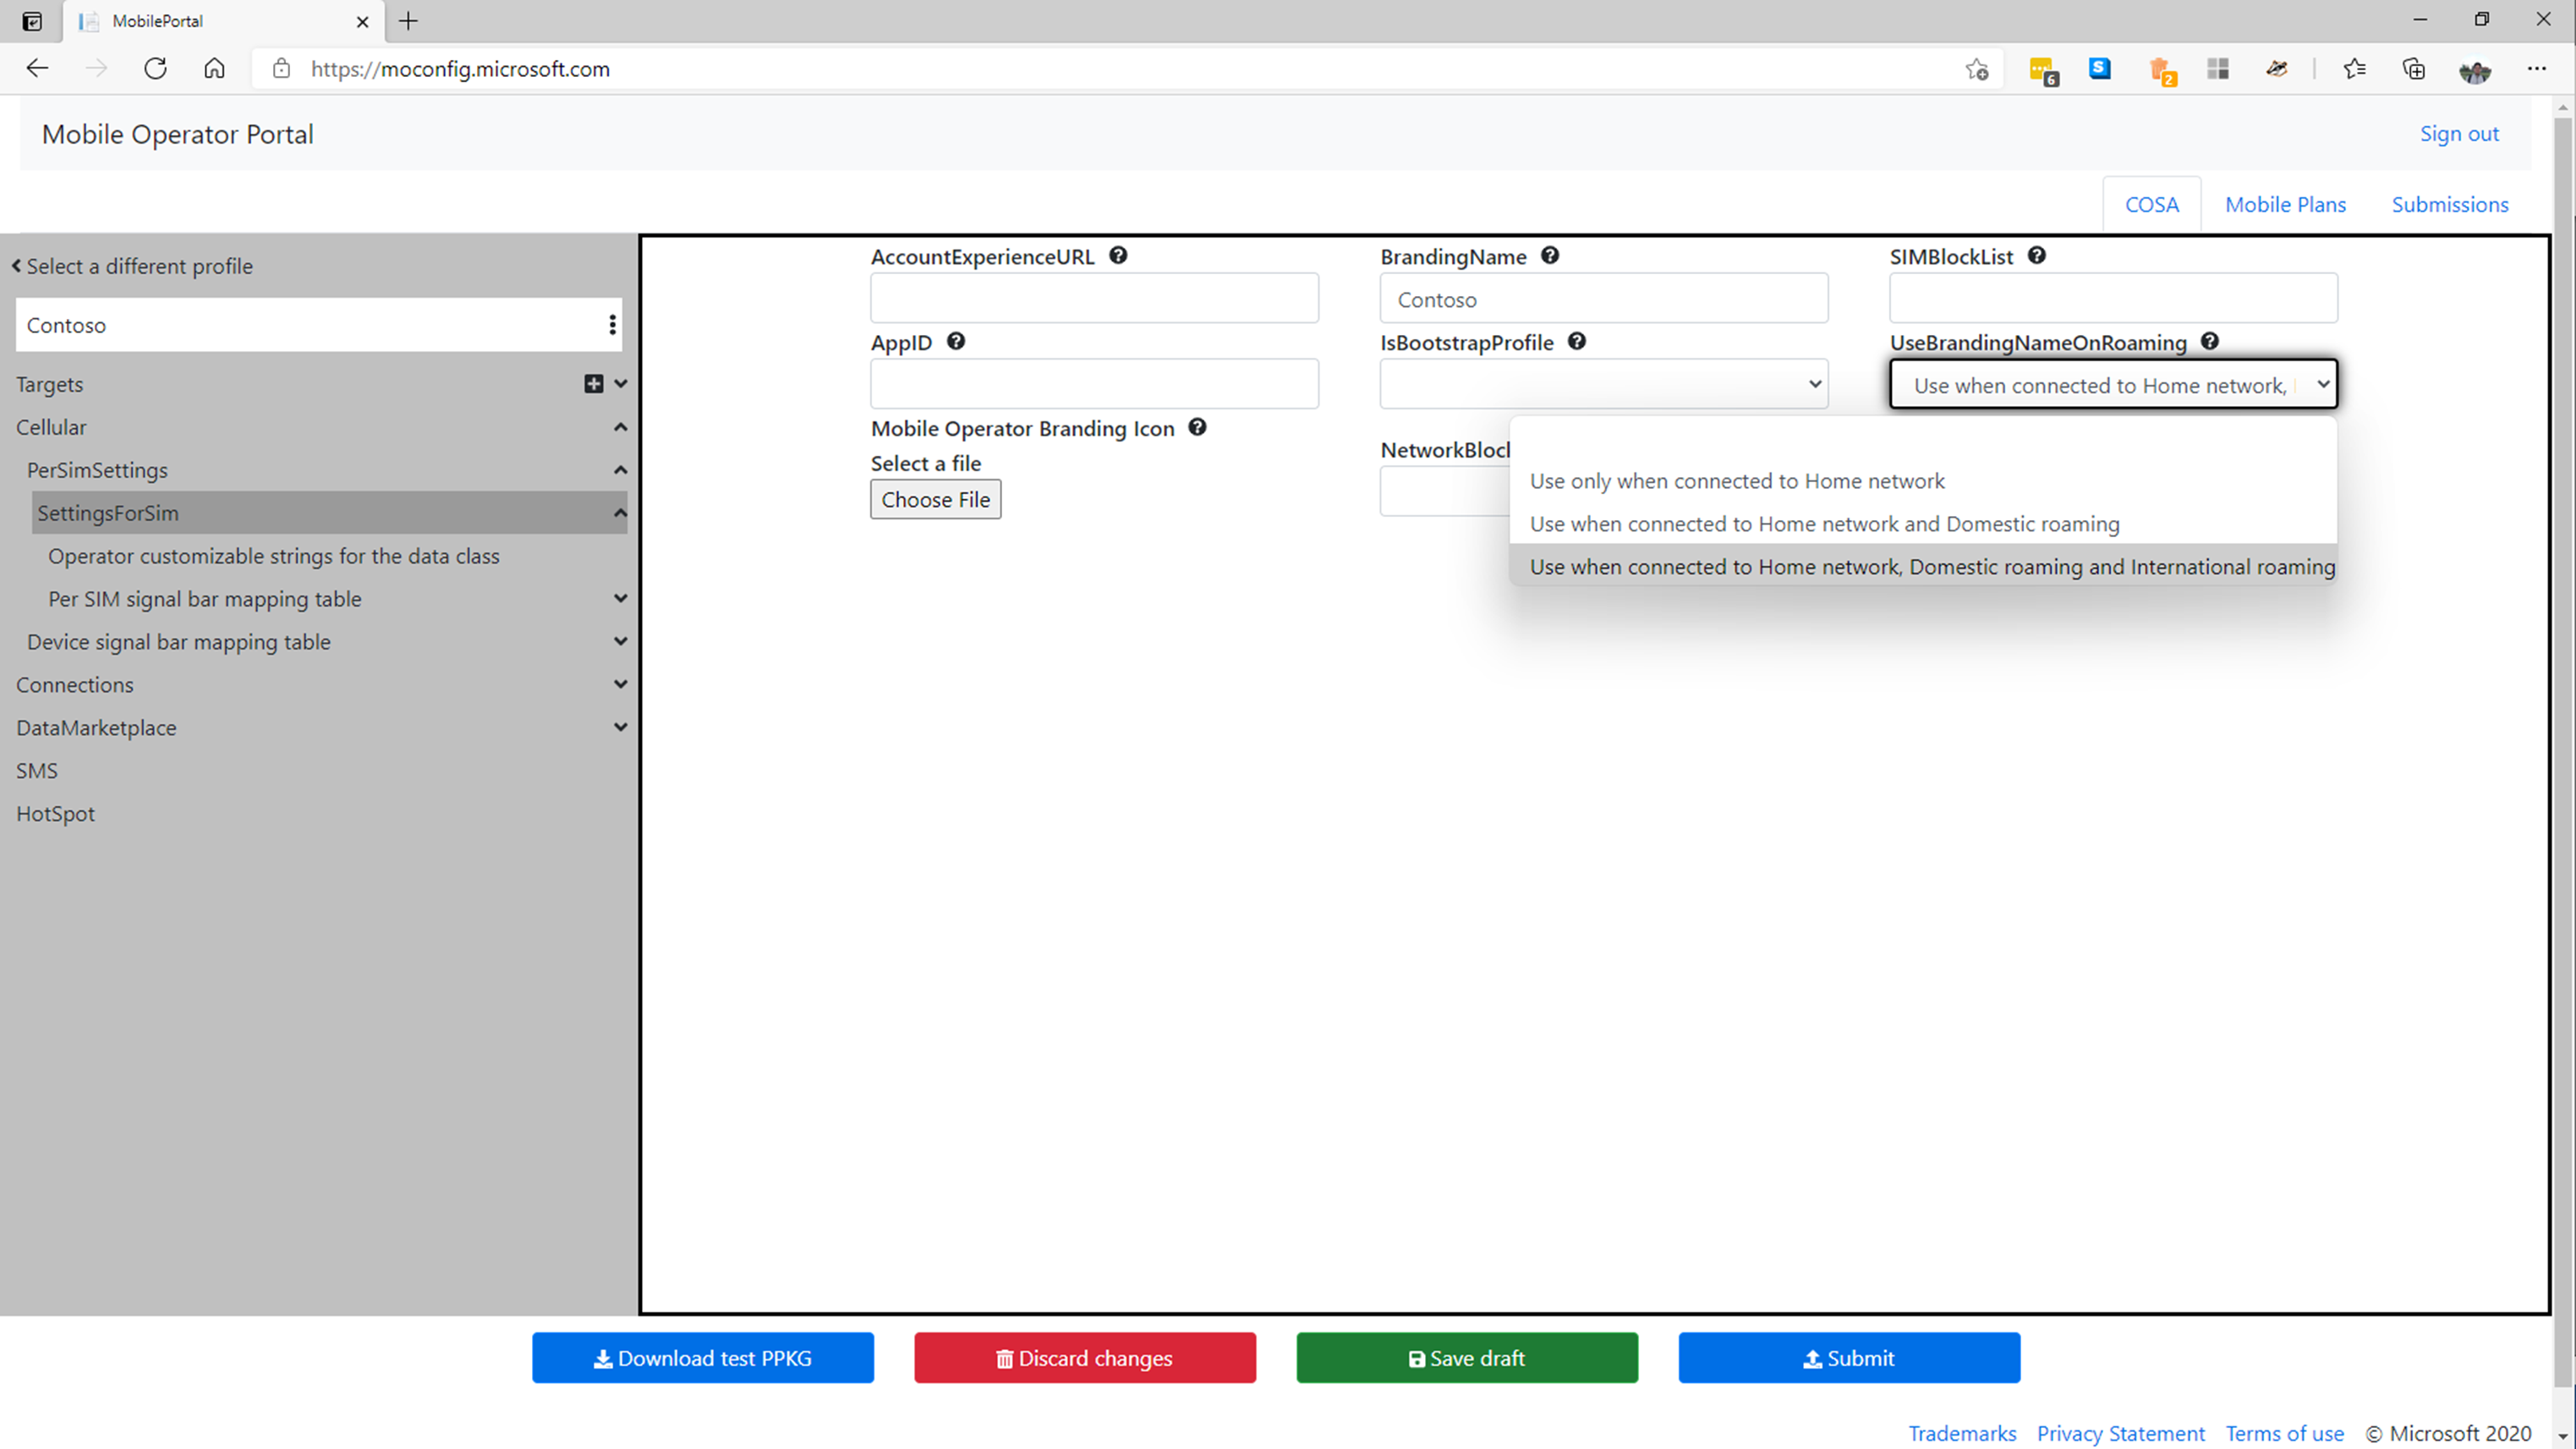 MobilePortal
https://moconfig.microsoft.com
6
S
2
Mobile Operator Portal
Sign out
COSA
Mobile Plans
Submissions
Select a different profile
Contoso
Targets
Cellular
PerSimSettings
SettingsForSim
Operator customizable strings for the data class
Per SIM signal bar mapping table
Device signal bar mapping table
Connections
DataMarketplace
SMS
HotSpot
AccountExperienceURL
BrandingName
Contoso
SIMBlockList
AppID
IsBootstrapProfile
UseBrandingNameOnRoaming
Use when connected to Home network,
Mobile Operator Branding Icon
Select a file
Choose File
NetworkBlocl
Use only when connected to Home network
Use when connected to Home network and Domestic roaming
Use when connected to Home network, Domestic roaming and International roaming
Download test PPKG
Discard changes
Save draft
Submit
Trademarks
Privacy Statement
Terms of use
© Microsoft 2020